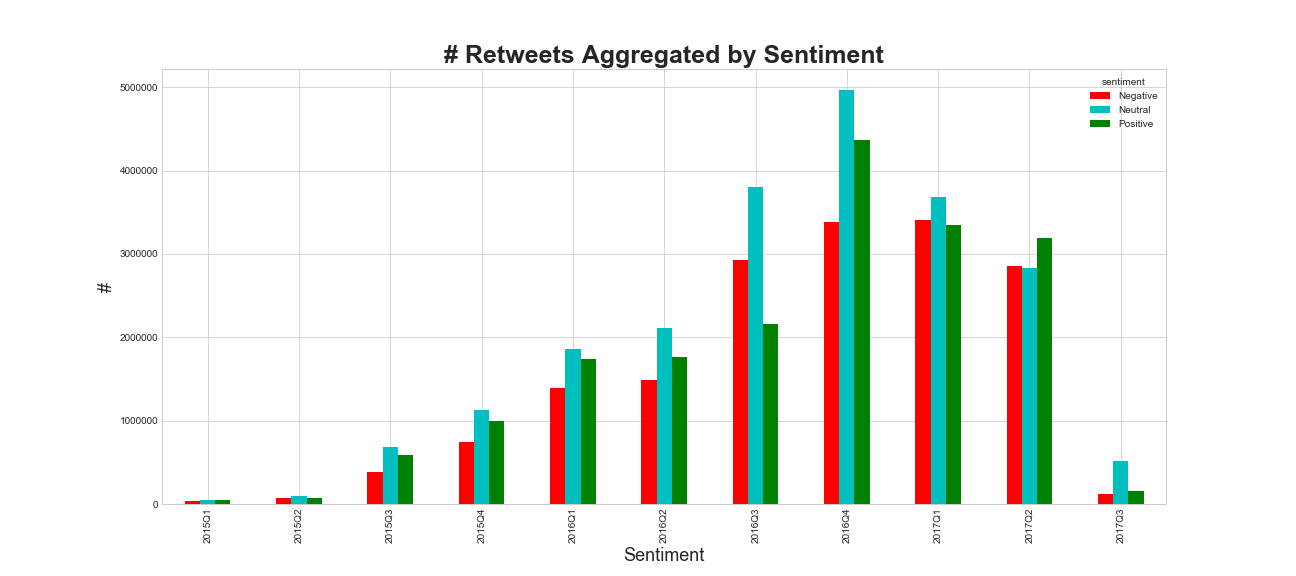 # Retweets Aggregated by Sentiment
sentiment
Negative
Neutral
Positive
5000000
4000000
3000000
2000000
1000000
0
#
2015Q1
2015Q2
2015Q3
2015Q4
2016Q1
2016Q2
2016Q3
2016Q4
2017Q1
2017Q2
2017Q3
Sentiment